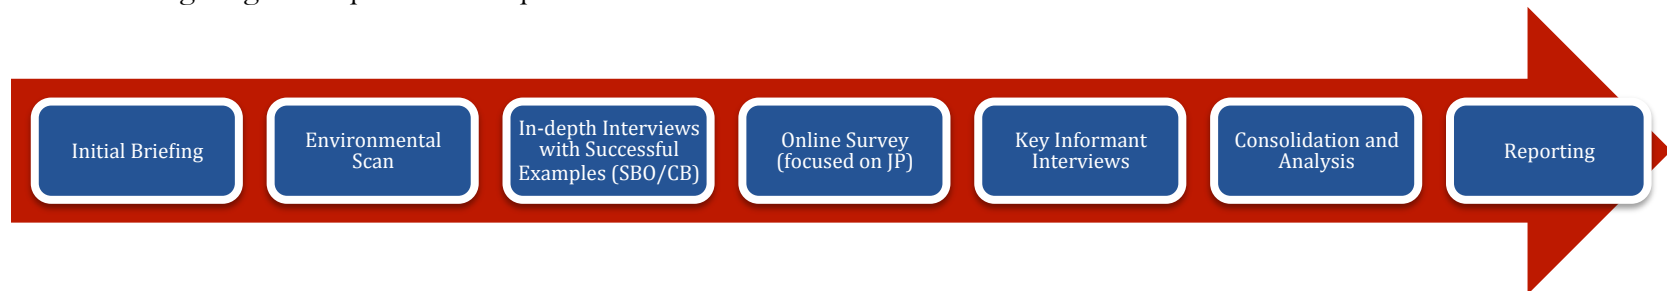 Initial Briefing
Environmental
Scan
In-depth Interviews
with Successful
Examples (SBO/CB)
Online Survey
(focused on JP)
Key Informant
Interviews
Consolidation and
Analysis
Reporting